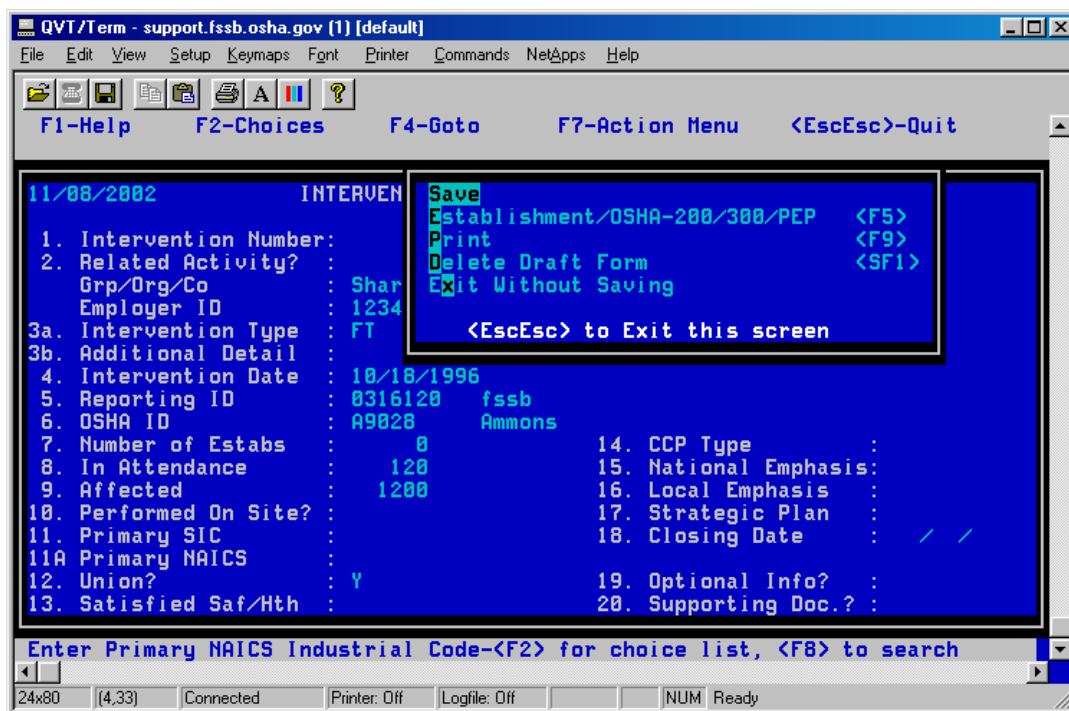 QVT/Term - support.fssb.osha.gov (1) [default]
File Edit View Setup Keymaps Font Printer Commands NetApps Help
A
F1-Help F2-Choices F4-Goto F7-Action Menu <EscEsc>-Quit
11/08/2002 INTERVEN
Save
Establishment/OSHA-200/300/PEP <F5>
Print <F9>
Delete Draft Form <SF1>
Exit Without Saving
<EscEsc> to Exit this screen
1. Intervention Number:
2. Related Activity? :
Grp/Org/Co : Shar
Employer ID : 1234
3a. Intervention Type : FT
3b. Additional Detail :
4. Intervention Date : 10/18/1996
5. Reporting ID : 0316120 fssb
6. OSHA ID : A9028 Ammons
7. Number of Estabs : 0 14. CCP Type :
8. In Attendance : 120 15. National Emphasis:
9. Affected : 1200 16. Local Emphasis :
10. Performed On Site? : 17. Strategic Plan :
11. Primary SIC : 18. Closing Date : / /
11A Primary NAICS :
12. Union? : Y 19. Optional Info? :
13. Satisfied Saf/Hth : 20. Supporting Doc.? :
Enter Primary NAICS Industrial Code-<F2> for choice list, <F8> to search
24x80 (4,33) Connected Printer: Off Logfile: Off NUM Ready